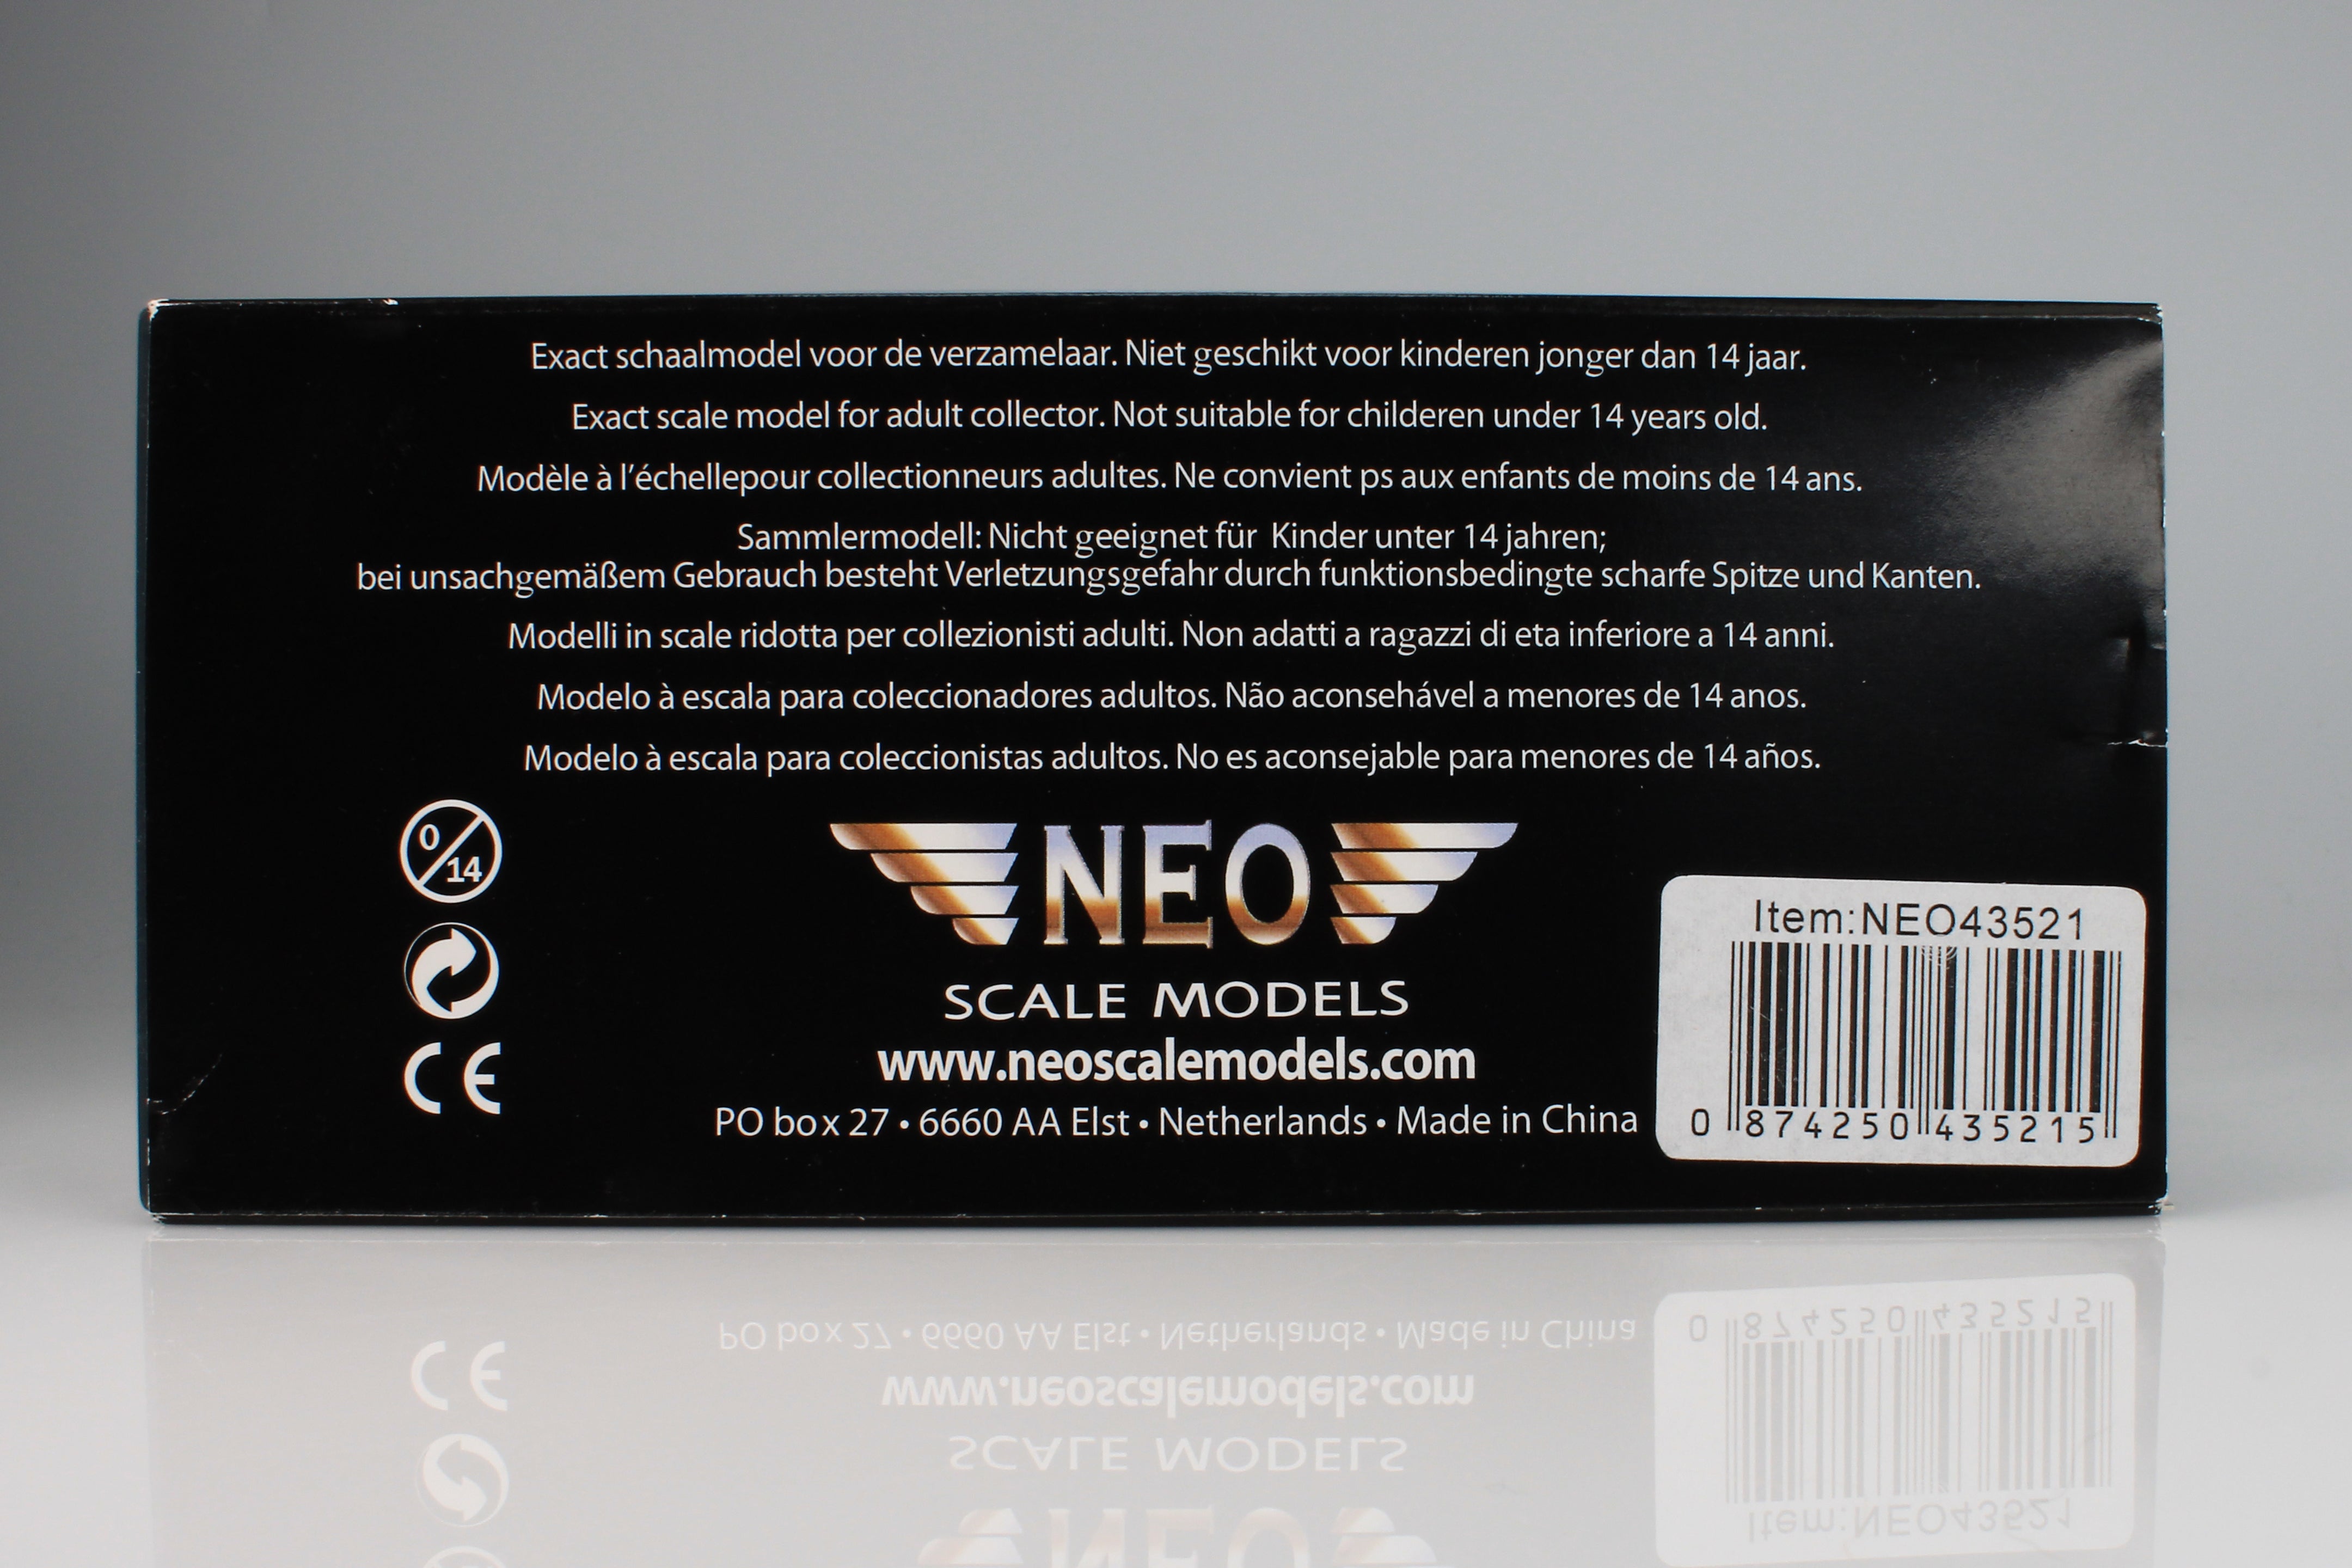 Exact schaalmodel voor de verzamelaar. Niet geschikt voor kinderen jonger dan 14 jaar.
Exact scale model for adult collector. Not suitable for childeren under 14 years old.
Modèle à l'échellepour collectionneurs adultes. Ne convient ps aux enfants de moins de 14 ans.
Sammlermodell: Nicht geeignet für Kinder unter 14 jahren;
bei unsachgemäßem Gebrauch besteht Verletzungsgefahr durch funktionsbedingte scharfe Spitze und Kanten.
Modelli in scale ridotta per collezionisti adulti. Non adatti a ragazzi di eta inferiore a 14 anni.
Modelo à escala para coleccionadores adultos. Não aconsehável a menores de 14 anos.
Modelo à escala para coleccionistas adultos. No es aconsejable para menores de 14 años.
0/14
CE
NEO
SCALE MODELS
www.neoscalemodels.com
PO box 27 • 6660 AA Elst • Netherlands • Made in China
Item:NEO43521
0 874250 435215